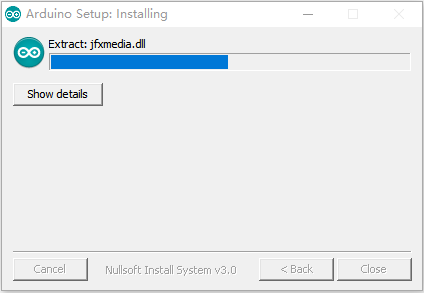 Arduino Setup: Installing
Extract: jfxmedia.dll
Show details
Cancel
Nullsoft Install System v3.0
< Back
Close